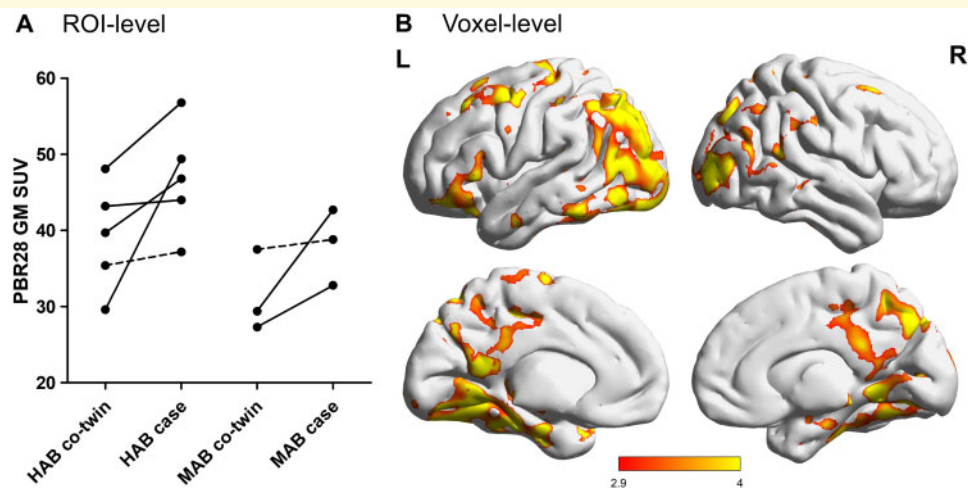 A ROI-level
B Voxel-level
L
R
PBR28 GM SUV
60
50
40
30
20
HAB co-twin
HAB case
MAB co-twin
MAB case
2.9
4